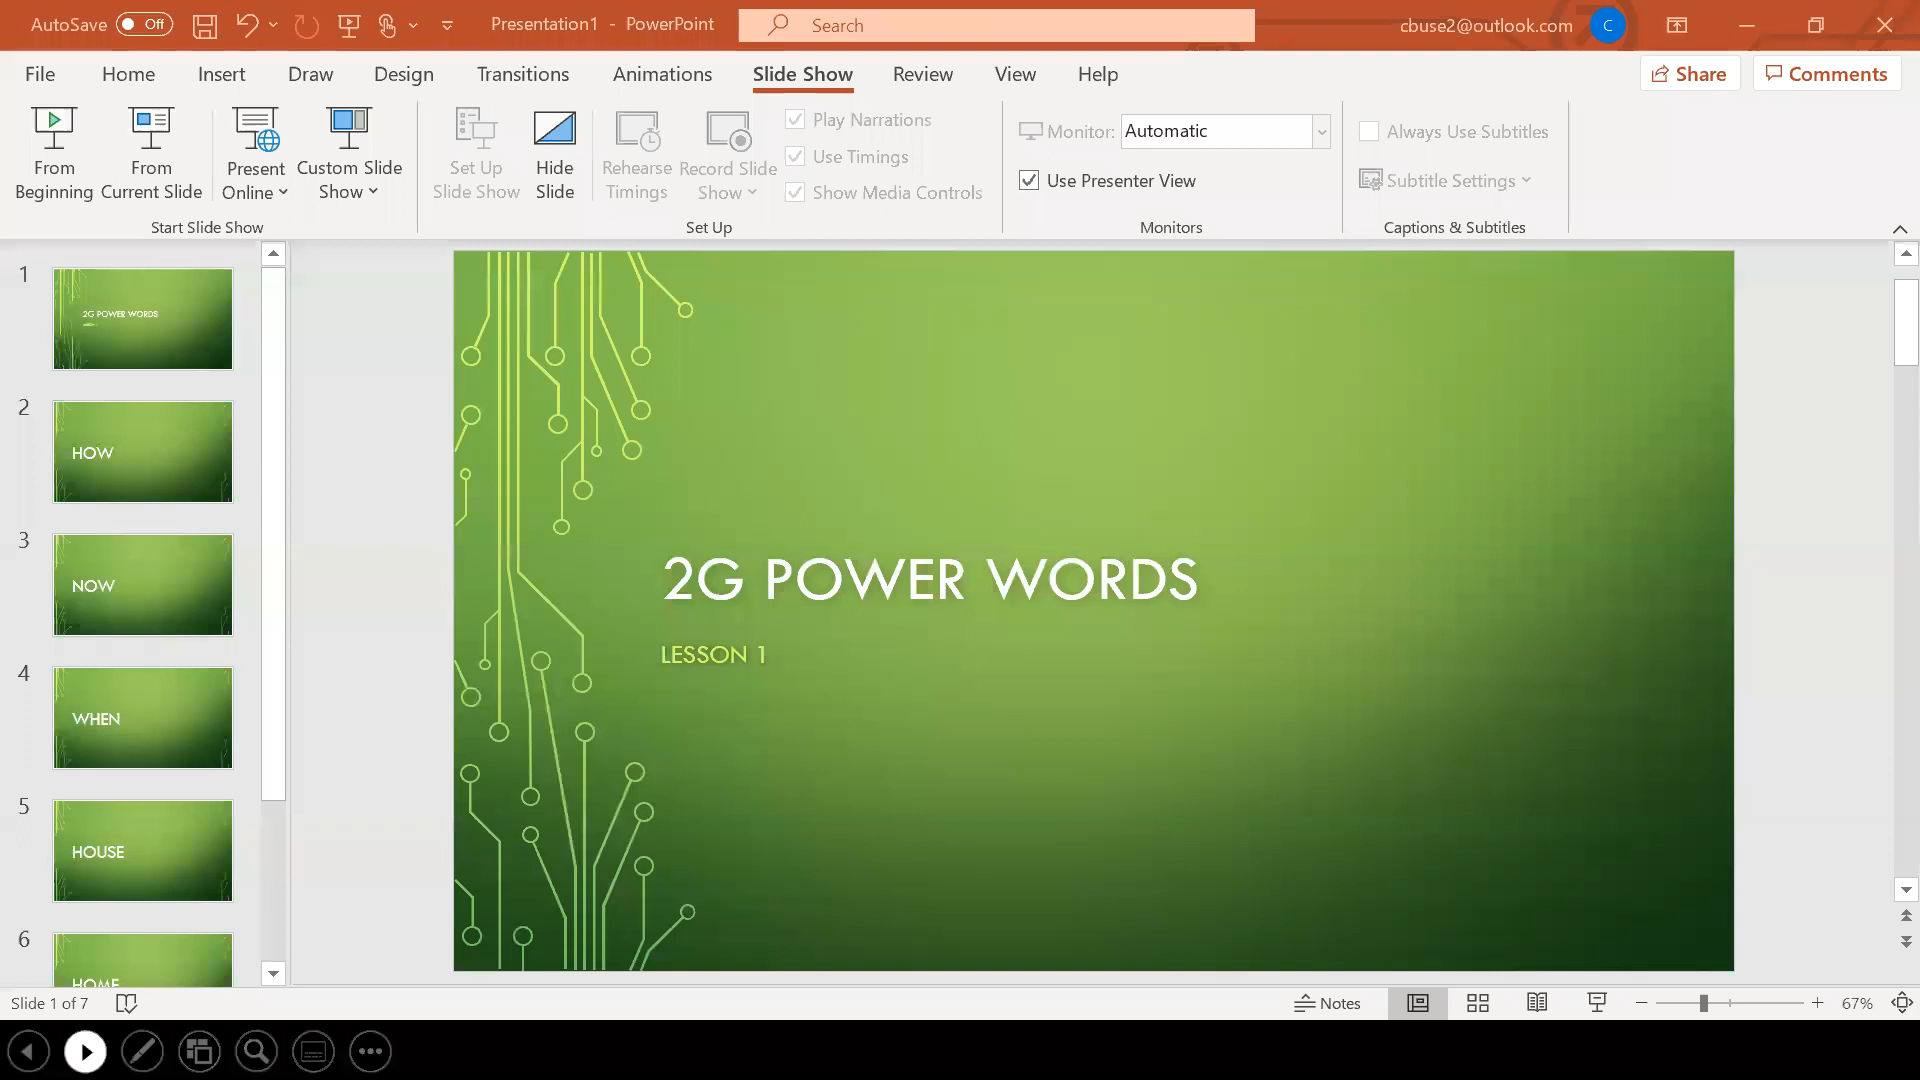 AutoSave Off Presentation1 - PowerPoint Search cbuse2@outlook.com C
File Home Insert Draw Design Transitions Animations Slide Show Review View Help Share Comments
From Beginning
From Current Slide
Present Online
Custom Slide Show
Set Up Slide Show
Hide Slide
Rehearse Timings
Record Slide Show
Play Narrations
Use Timings
Show Media Controls
Monitor: Automatic
Use Presenter View
Always Use Subtitles
Subtitle Settings
Start Slide Show Set Up Monitors Captions & Subtitles
1
2G POWER WORDS
2
HOW
3
NOW
4
WHEN
5
HOUSE
6
HOME
2G POWER WORDS
LESSON 1
Slide 1 of 7 Notes 67%